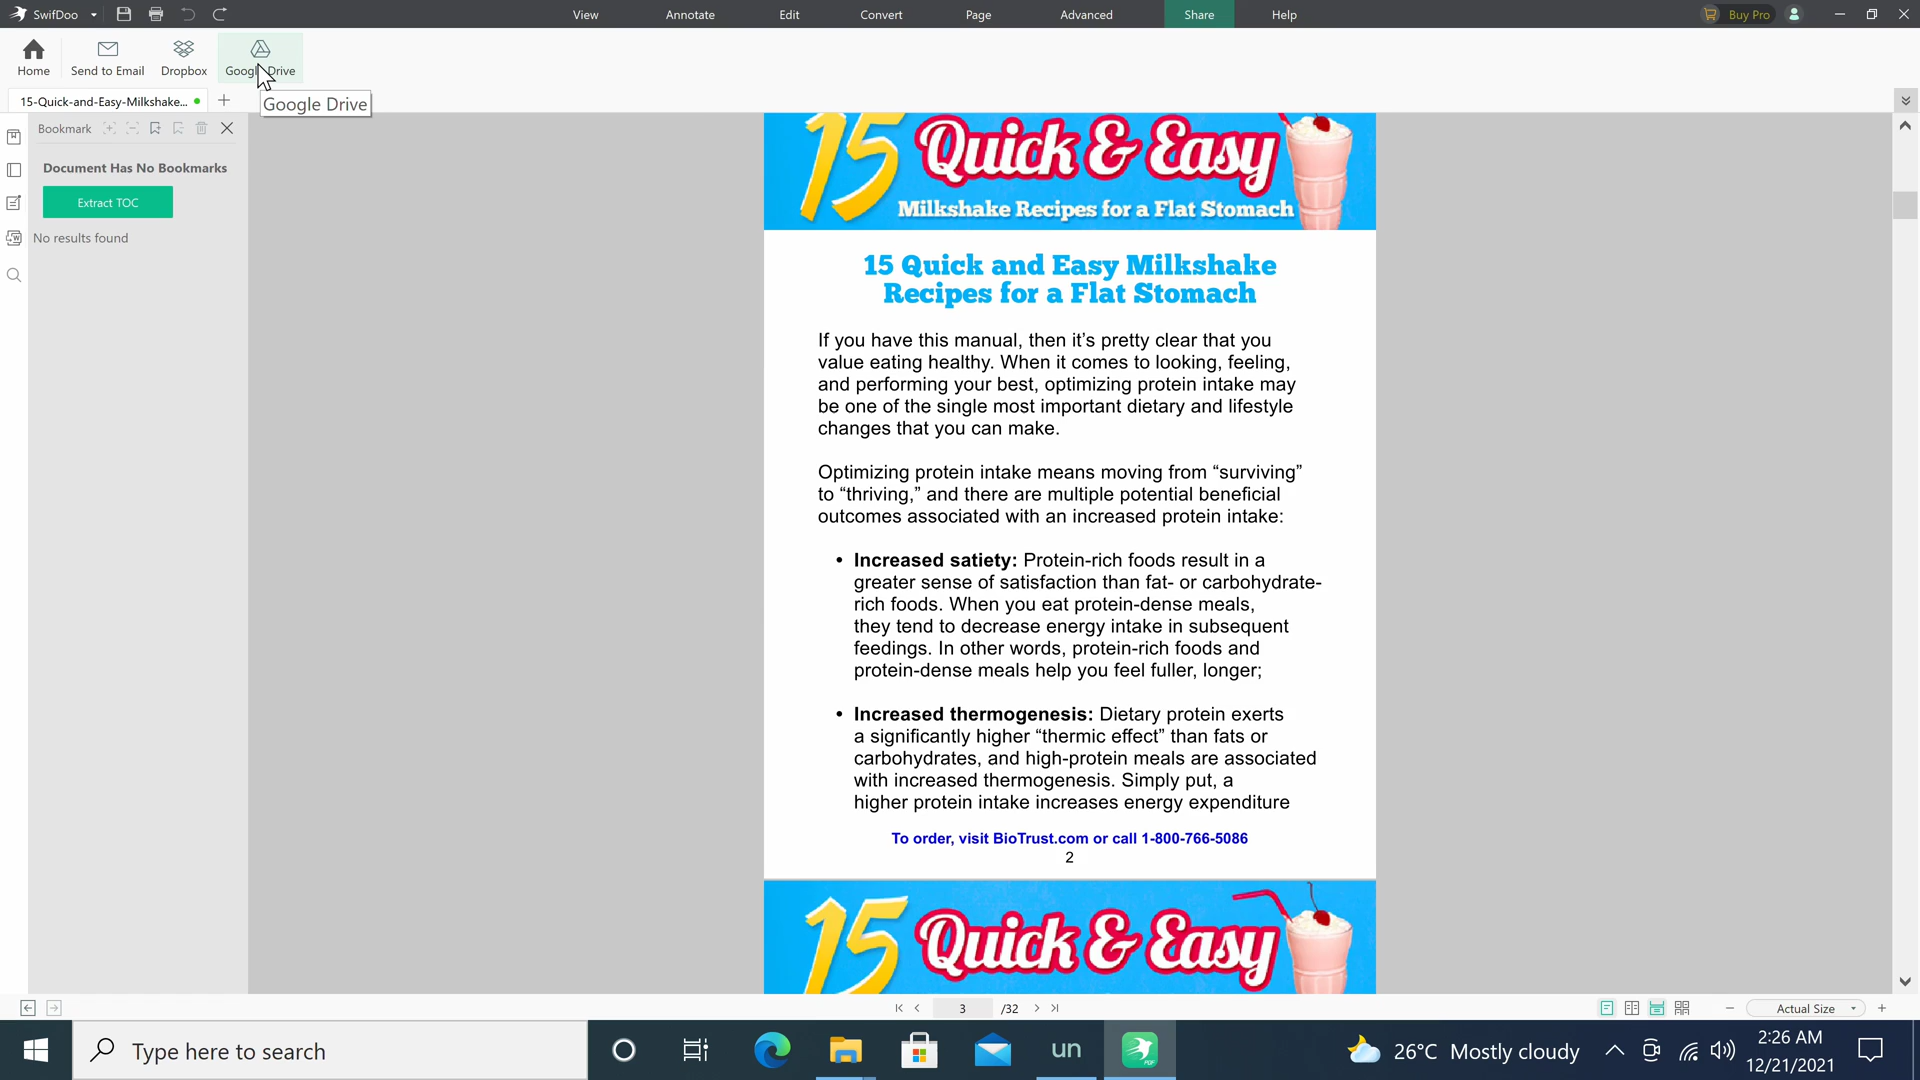 SwifDoo
View
Annotate
Edit
Convert
Page
Advanced
Share
Help
Buy Pro
Home
Send to Email
Dropbox
Google Drive
15-Quick-and-Easy-Milkshake...
Google Drive
Bookmark
Document Has No Bookmarks
Extract TOC
No results found
15 Quick & Easy
Milkshake Recipes for a Flat Stomach
15 Quick and Easy Milkshake
Recipes for a Flat Stomach
If you have this manual, then it’s pretty clear that you
value eating healthy. When it comes to looking, feeling,
and performing your best, optimizing protein intake may
be one of the single most important dietary and lifestyle
changes that you can make.
Optimizing protein intake means moving from “surviving”
to “thriving,” and there are multiple potential beneficial
outcomes associated with an increased protein intake:
• Increased satiety: Protein-rich foods result in a
greater sense of satisfaction than fat- or carbohydrate-
rich foods. When you eat protein-dense meals,
they tend to decrease energy intake in subsequent
feedings. In other words, protein-rich foods and
protein-dense meals help you feel fuller, longer;
• Increased thermogenesis: Dietary protein exerts
a significantly higher “thermic effect” than fats or
carbohydrates, and high-protein meals are associated
with increased thermogenesis. Simply put, a
higher protein intake increases energy expenditure
To order, visit BioTrust.com or call 1-800-766-5086
2
15 Quick & Easy
3
/32
Actual Size
Type here to search
un
PDF
26°C Mostly cloudy
2:26 AM
12/21/2021